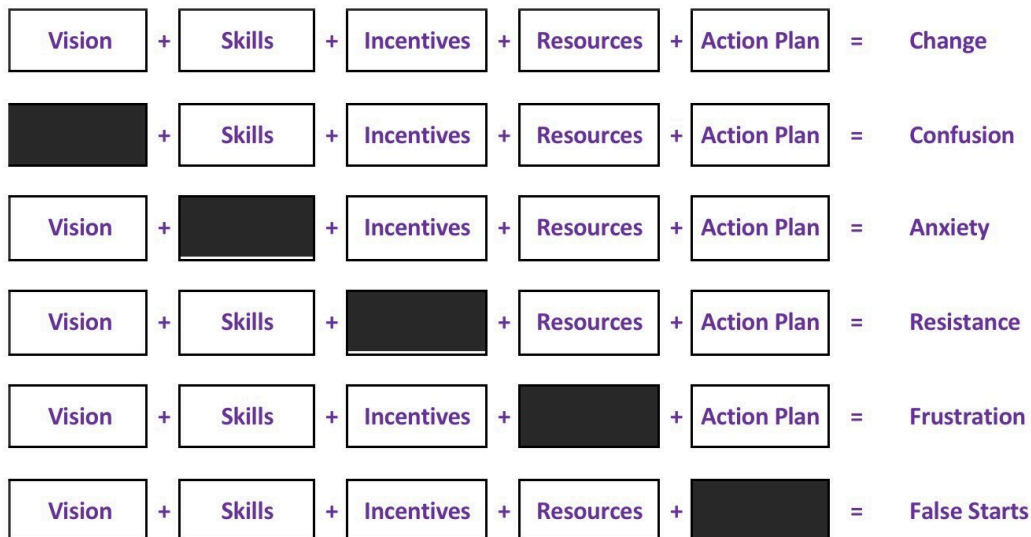 Vision + Skills + Incentives + Resources + Action Plan = Change
+ Skills + Incentives + Resources + Action Plan = Confusion
Vision + + Incentives + Resources + Action Plan = Anxiety
Vision + Skills + + Resources + Action Plan = Resistance
Vision + Skills + Incentives + + Action Plan = Frustration
Vision + Skills + Incentives + Resources + = False Starts